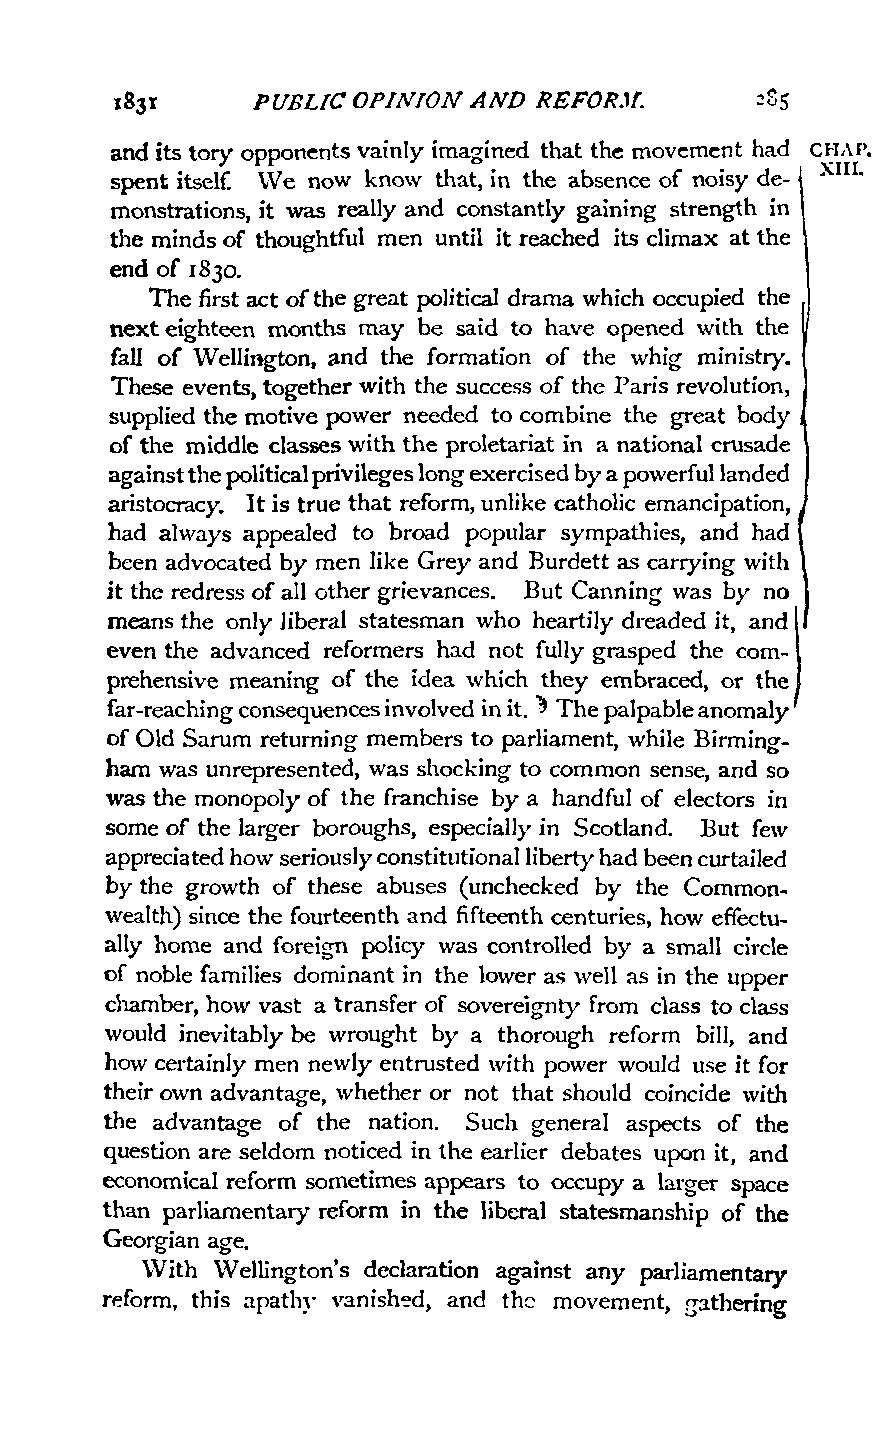 1831 PUBLIC OPINION AND REFORM. 285
and its tory opponents vainly imagined that the movement had CHAP.
spent itself. We now know that, in the absence of noisy de- XIII.
monstrations, it was really and constantly gaining strength in
the minds of thoughtful men until it reached its climax at the
end of 1830.
The first act of the great political drama which occupied the
next eighteen months may be said to have opened with the
fall of Wellington, and the formation of the whig ministry.
These events, together with the success of the Paris revolution,
supplied the motive power needed to combine the great body
of the middle classes with the proletariat in a national crusade
against the political privileges long exercised by a powerful landed
aristocracy. It is true that reform, unlike catholic emancipation,
had always appealed to broad popular sympathies, and had
been advocated by men like Grey and Burdett as carrying with
it the redress of all other grievances. But Canning was by no
means the only liberal statesman who heartily dreaded it, and
even the advanced reformers had not fully grasped the com-
prehensive meaning of the idea which they embraced, or the
far-reaching consequences involved in it. The palpable anomaly
of Old Sarum returning members to parliament, while Birming-
ham was unrepresented, was shocking to common sense, and so
was the monopoly of the franchise by a handful of electors in
some of the larger boroughs, especially in Scotland. But few
appreciated how seriously constitutional liberty had been curtailed
by the growth of these abuses (unchecked by the Common-
wealth) since the fourteenth and fifteenth centuries, how effectu-
ally home and foreign policy was controlled by a small circle
of noble families dominant in the lower as well as in the upper
chamber, how vast a transfer of sovereignty from class to class
would inevitably be wrought by a thorough reform bill, and
how certainly men newly entrusted with power would use it for
their own advantage, whether or not that should coincide with
the advantage of the nation. Such general aspects of the
question are seldom noticed in the earlier debates upon it, and
economical reform sometimes appears to occupy a larger space
than parliamentary reform in the liberal statesmanship of the
Georgian age.
With Wellington's declaration against any parliamentary
reform, this apathy vanished, and the movement, gathering